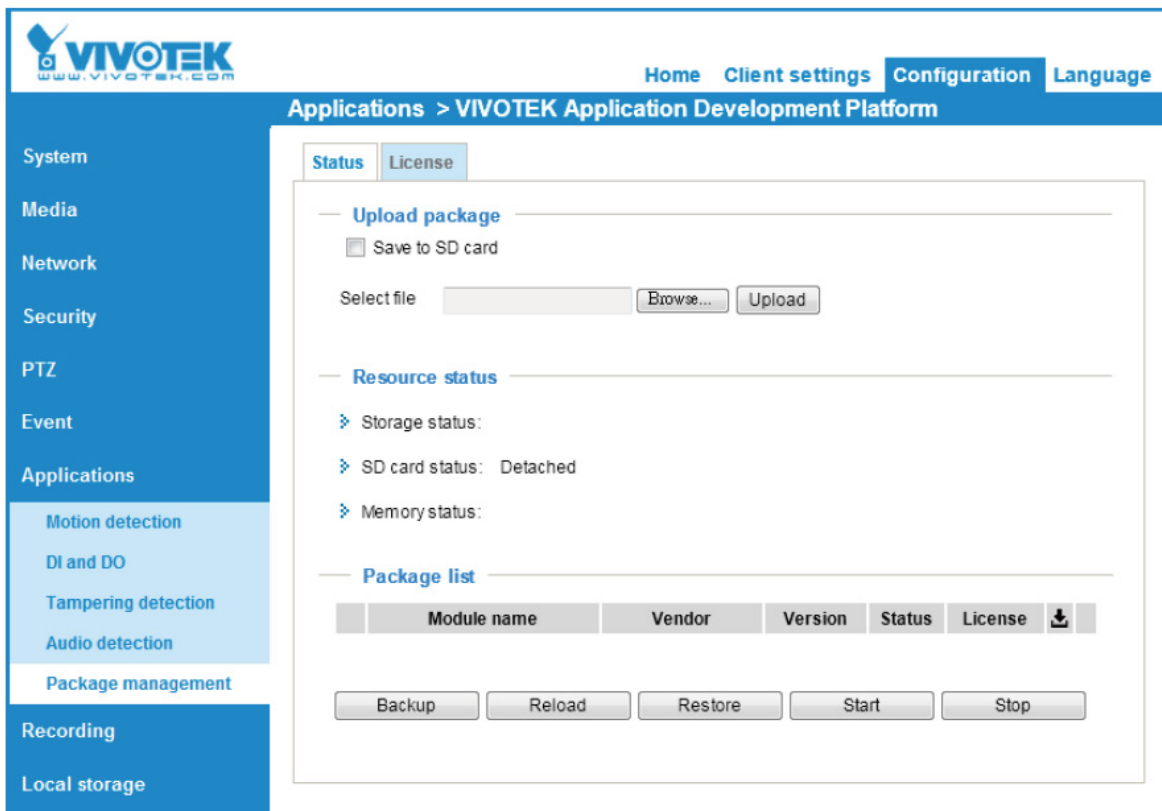 VIVOTEK
www.vivotek.com
Home Client settings Configuration Language
Applications > VIVOTEK Application Development Platform
System
Media
Network
Security
PTZ
Event
Applications
Motion detection
DI and DO
Tampering detection
Audio detection
Package management
Recording
Local storage
Status License
Upload package
Save to SD card
Select file Browse... Upload
Resource status
Storage status:
SD card status: Detached
Memory status:
Package list
Module name Vendor Version Status License
Backup Reload Restore Start Stop